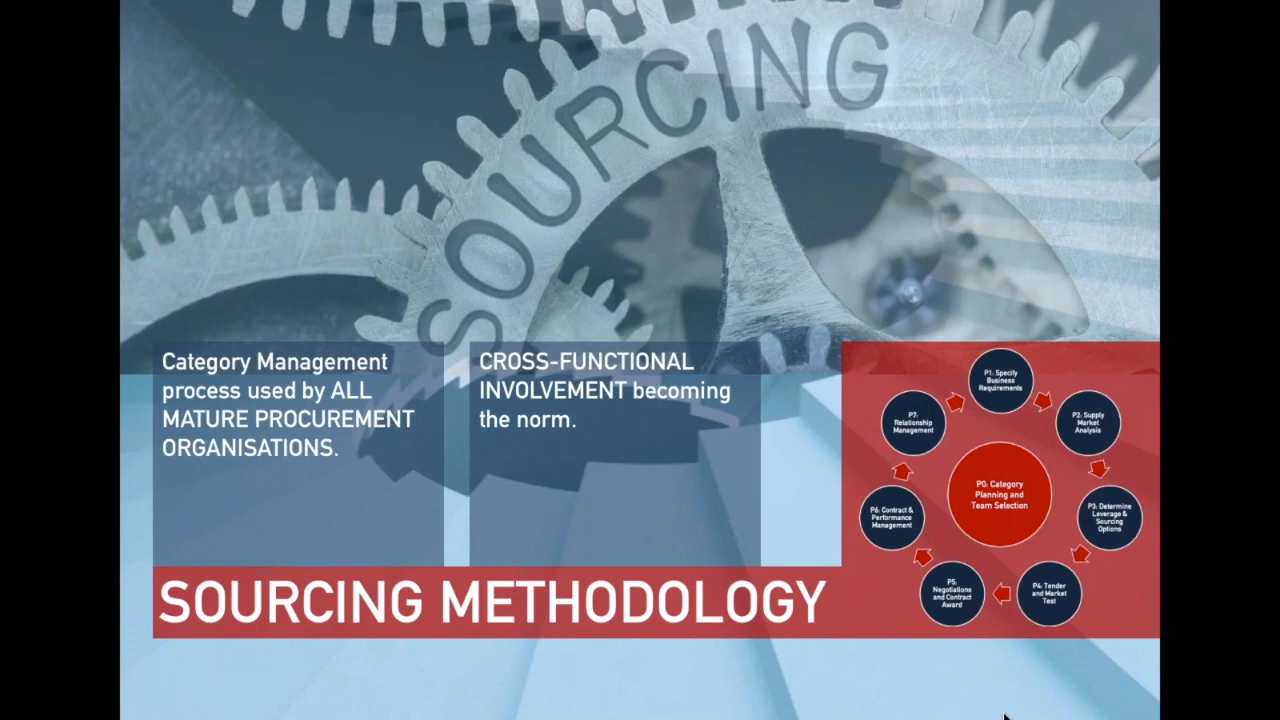 SOURCING
Category Management
process used by ALL
MATURE PROCUREMENT
ORGANISATIONS.
CROSS-FUNCTIONAL
INVOLVEMENT becoming
the norm.
SOURCING METHODOLOGY
P0: Category
Planning and
Team Selection
P1: Specify
Business
Requirements
P2: Supply
Market
Analysis
P3: Determine
Leverage &
Sourcing
Options
P4: Tender
and Market
Test
P5:
Negotiations
and Contract
Award
P6: Contract &
Performance
Management
P7:
Relationship
Management